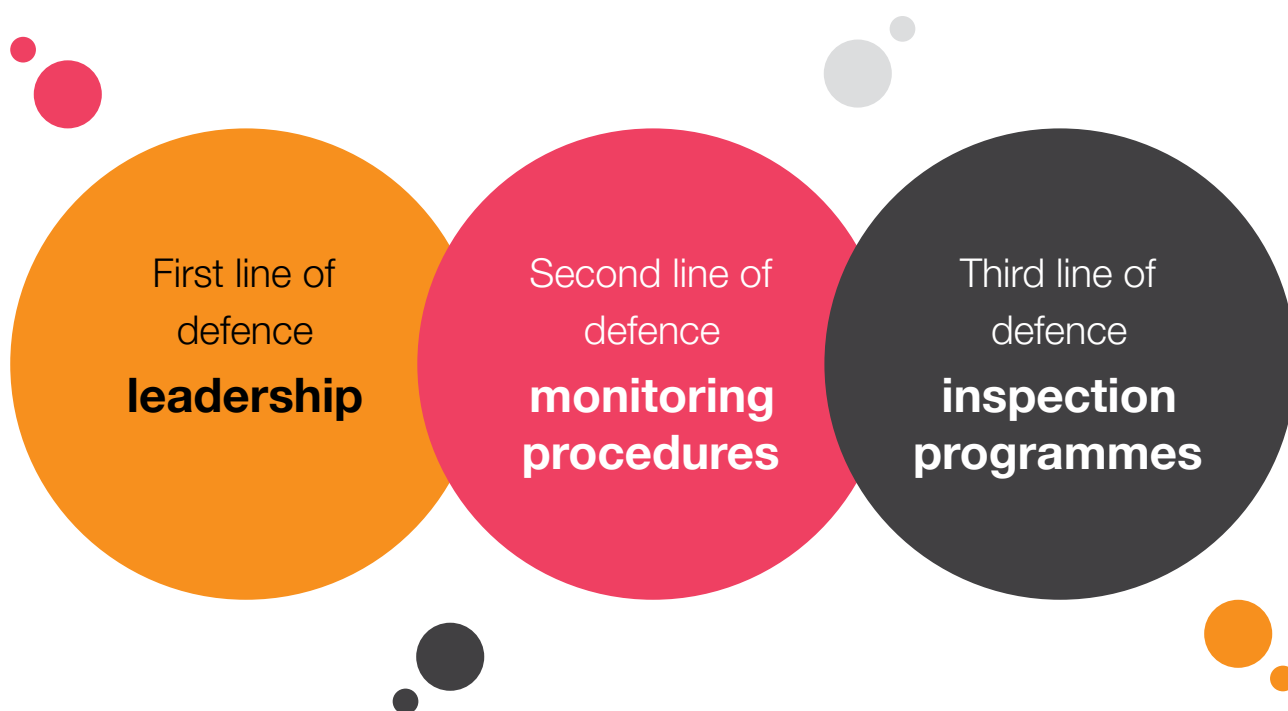 First line of
defence
leadership
Second line of
defence
monitoring
procedures
Third line of
defence
inspection
programmes